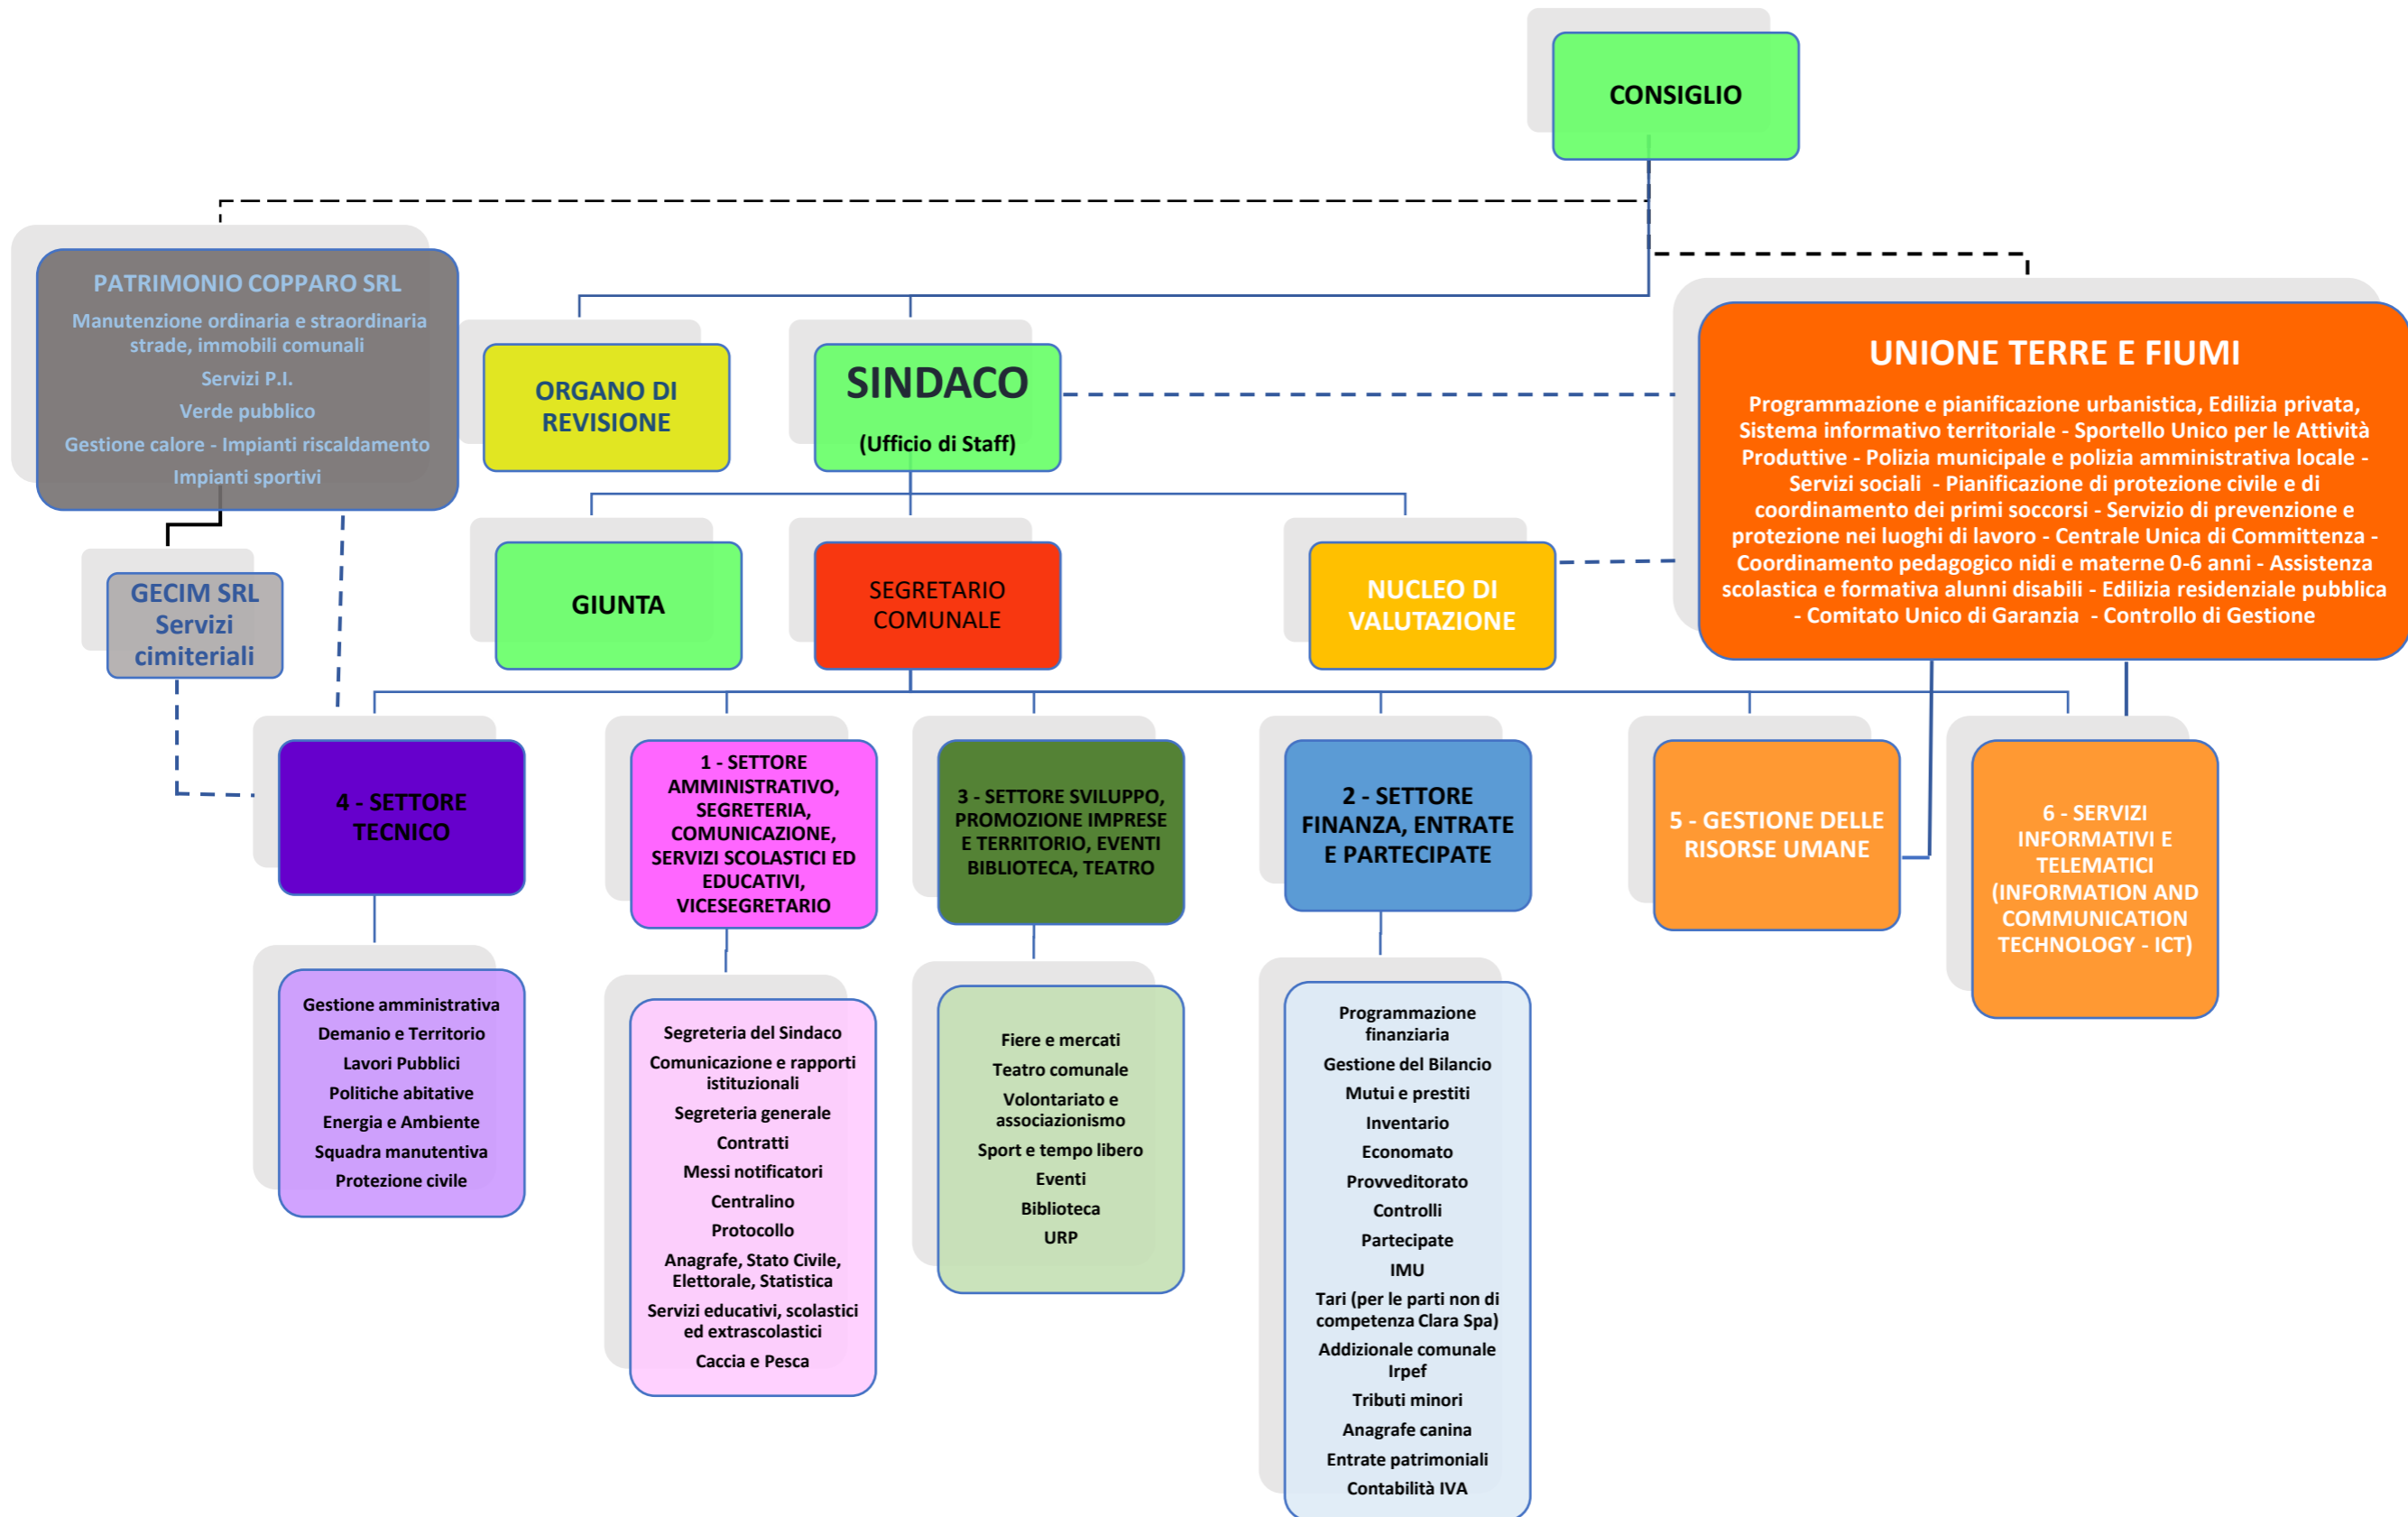 CONSIGLIO
PATRIMONIO COPPARO SRL
Manutenzione ordinaria e straordinaria
strade, immobili comunali
Servizi P.I.
Verde pubblico
Gestione calore - Impianti riscaldamento
Impianti sportivi
ORGANO DI
REVISIONE
SINDACO
(Ufficio di Staff)
UNIONE TERRE E FIUMI
Programmazione e pianificazione urbanistica, Edilizia privata,
Sistema informativo territoriale - Sportello Unico per le Attività
Produttive - Polizia municipale e polizia amministrativa locale -
Servizi sociali - Pianificazione di protezione civile e di
coordinamento dei primi soccorsi - Servizio di prevenzione e
protezione nei luoghi di lavoro - Centrale Unica di Committenza -
Coordinamento pedagogico nidi e materne 0-6 anni - Assistenza
scolastica e formativa alunni disabili - Edilizia residenziale pubblica
- Comitato Unico di Garanzia - Controllo di Gestione
GECIM SRL
Servizi
cimiteriali
GIUNTA
SEGRETARIO
COMUNALE
NUCLEO DI
VALUTAZIONE
4 - SETTORE
TECNICO
1 - SETTORE
AMMINISTRATIVO,
SEGRETERIA,
COMUNICAZIONE,
SERVIZI SCOLASTICI ED
EDUCATIVI,
VICESEGRETARIO
3 - SETTORE SVILUPPO,
PROMOZIONE IMPRESE
E TERRITORIO, EVENTI
BIBLIOTECA, TEATRO
2 - SETTORE
FINANZA, ENTRATE
E PARTECIPATE
5 - GESTIONE DELLE
RISORSE UMANE
6 - SERVIZI
INFORMATIVI E
TELEMATICI
(INFORMATION AND
COMMUNICATION
TECHNOLOGY - ICT)
Gestione amministrativa
Demanio e Territorio
Lavori Pubblici
Politiche abitative
Energia e Ambiente
Squadra manutentiva
Protezione civile
Segreteria del Sindaco
Comunicazione e rapporti
istituzionali
Segreteria generale
Contratti
Messi notificatori
Centralino
Protocollo
Anagrafe, Stato Civile,
Elettorale, Statistica
Servizi educativi, scolastici
ed extrascolastici
Caccia e Pesca
Fiere e mercati
Teatro comunale
Volontariato e
associazionismo
Sport e tempo libero
Eventi
Biblioteca
URP
Programmazione
finanziaria
Gestione del Bilancio
Mutui e prestiti
Inventario
Economato
Provveditorato
Controlli
Partecipate
IMU
Tari (per le parti non di
competenza Clara Spa)
Addizionale comunale
Irpef
Tributi minori
Anagrafe canina
Entrate patrimoniali
Contabilità IVA